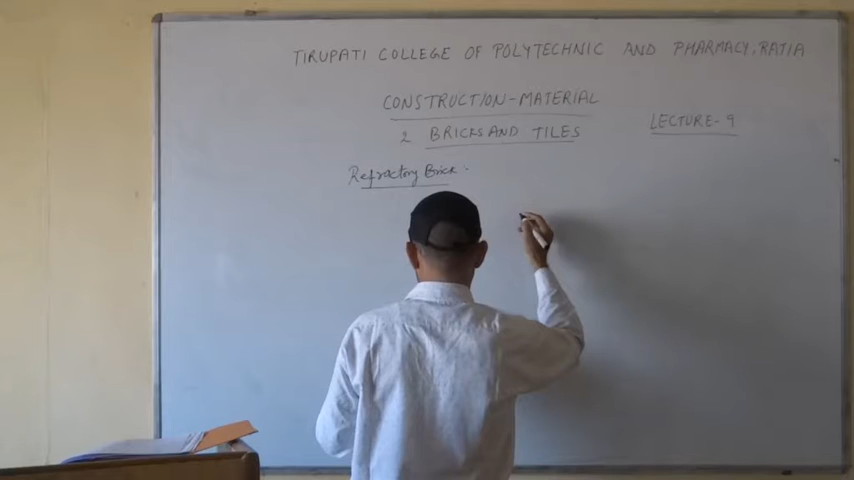 TIRUPATI COLLEGE OF POLYTECHNIC AND PHARMACY, RATIA
CONSTRUCTION-MATERIAL
2 BRICKS AND TILES
LECTURE-9
Refractory Brick: